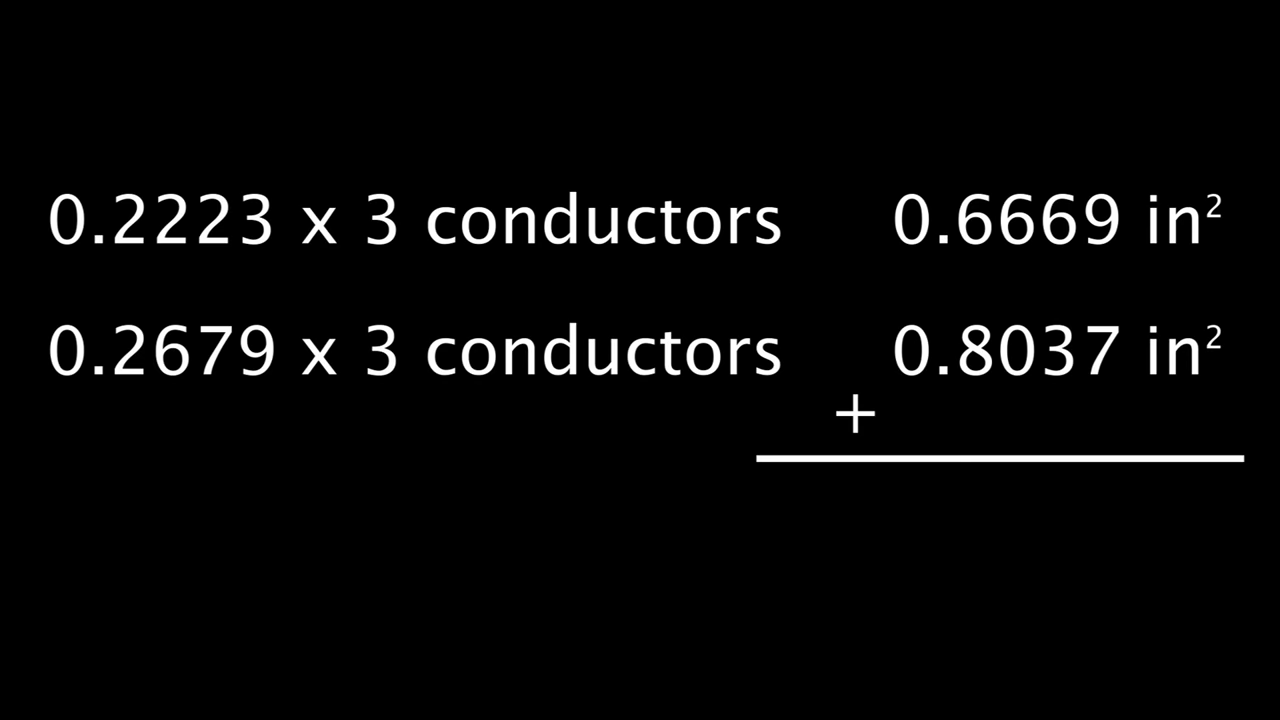 0.2223 x 3 conductors 0.6669 in²
0.2679 x 3 conductors 0.8037 in²
+